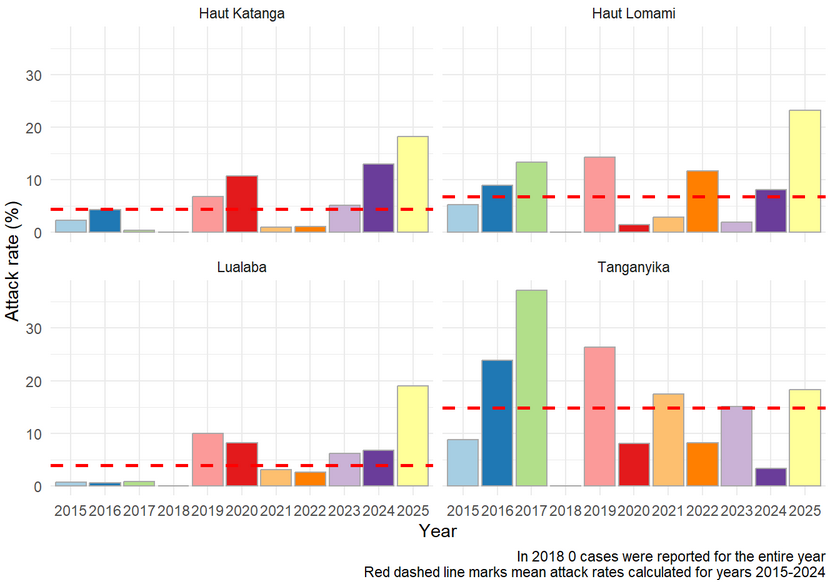 Haut Katanga
Haut Lomami
30
20
10
0
Lualaba
Tanganyika
30
20
10
0
Attack rate (%)
2015 2016 2017 2018 2019 2020 2021 2022 2023 2024 2025
2015 2016 2017 2018 2019 2020 2021 2022 2023 2024 2025
Year
In 2018 0 cases were reported for the entire year
Red dashed line marks mean attack rates calculated for years 2015-2024